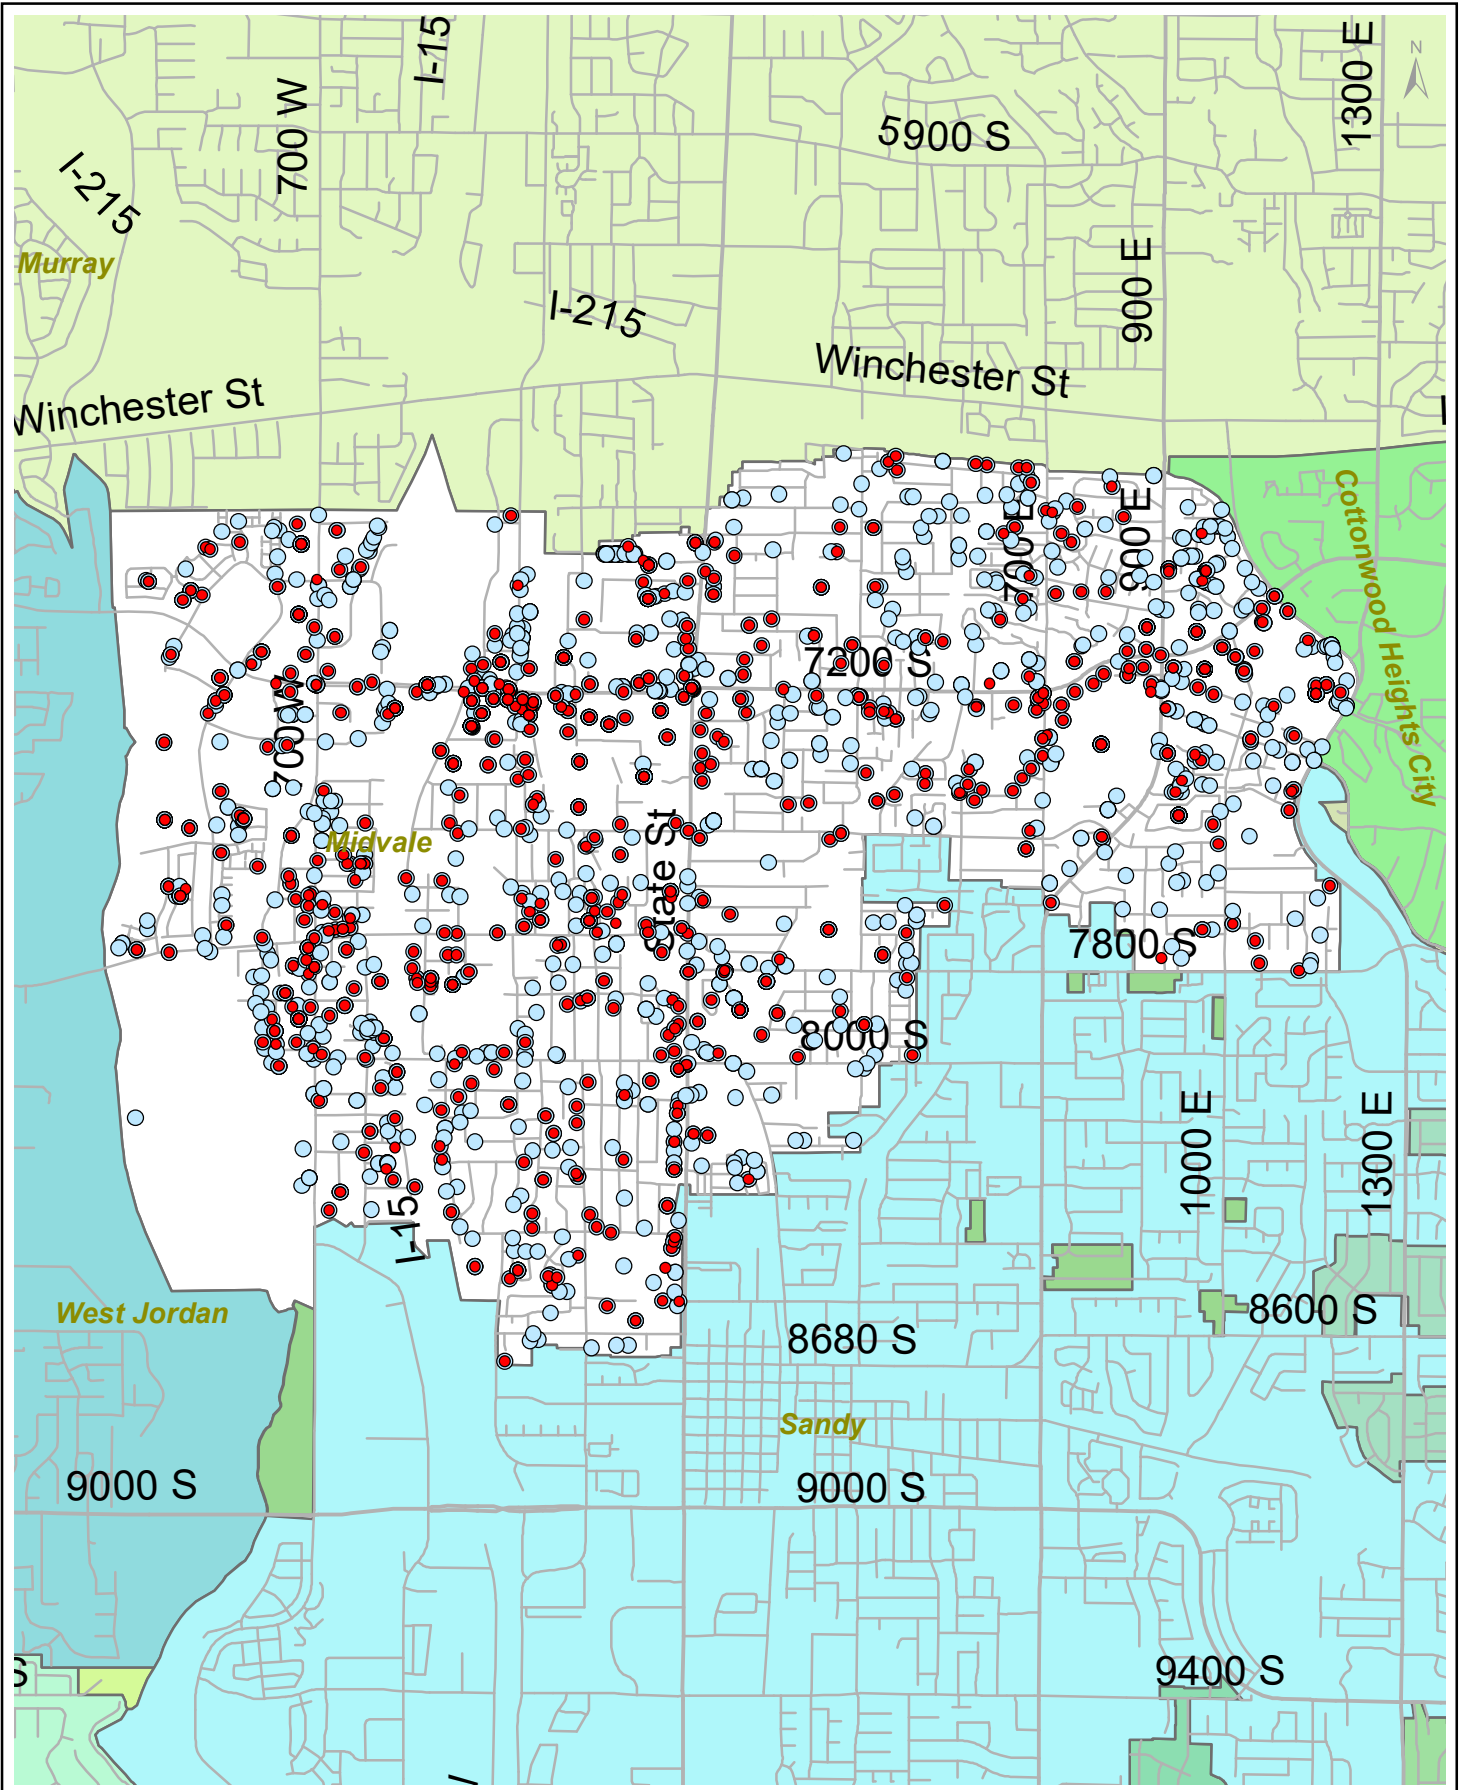 I-15
1300 E
N
700 W
5900 S
I-215
Murray
900 E
I-215
Winchester St
Winchester St
Cottonwood Heights City
700 E
900 E
7200 S
700 W
Midvale
State St
7800 S
8000 S
1000 E
1300 E
I-15
West Jordan
8600 S
8680 S
Sandy
9000 S
9000 S
9400 S
S